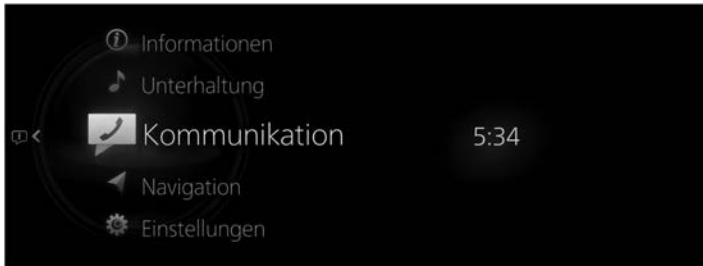 Informationen
Unterhaltung
Kommunikation
5:34
Navigation
Einstellungen